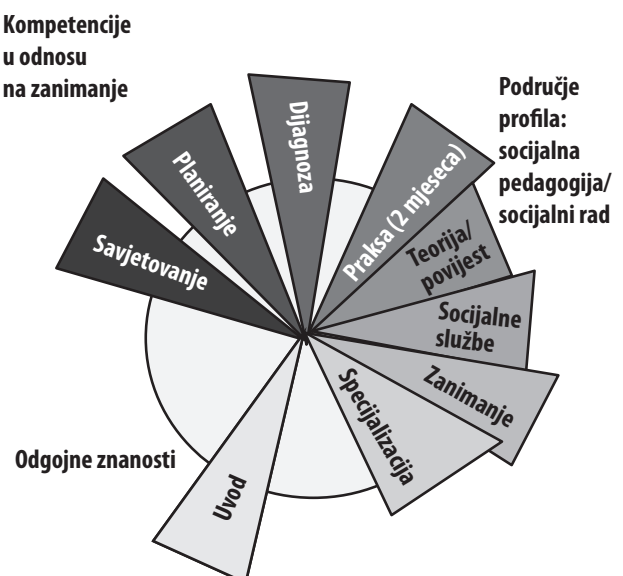 Kompetencije
u odnosu
na zanimanje
Područje
profila:
socijalna
pedagogija/
socijalni rad
Dijagnoza
Planiranje
Savjetovanje
Praksa (2 mjeseca)
Teorija/
povijest
Socijalne
službe
Zanimanje
Specijalizacija
Uvod
Odgojne znanosti